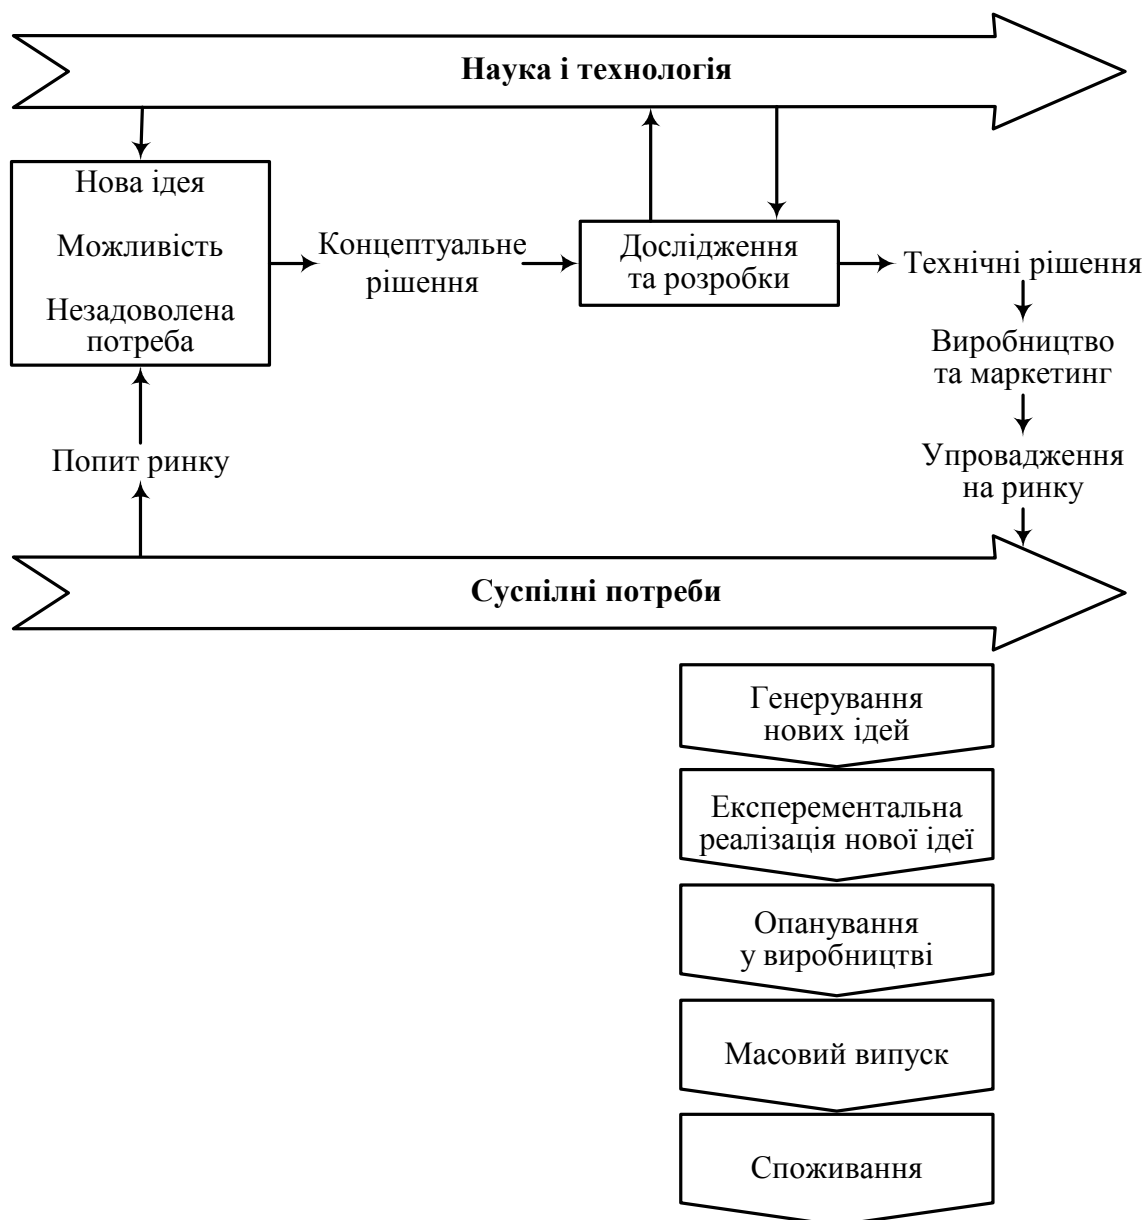 Наука і технологія
Нова ідея
Можливість
Незадоволена
потреба
Концептуальне
рішення
Дослідження
та розробки
Технічні рішення
Виробництво
та маркетинг
Упровадження
на ринку
Попит ринку
Суспілні потреби
Генерування
нових ідей
Експерементальна
реалізація нової ідеї
Опанування
у виробництві
Масовий випуск
Споживання